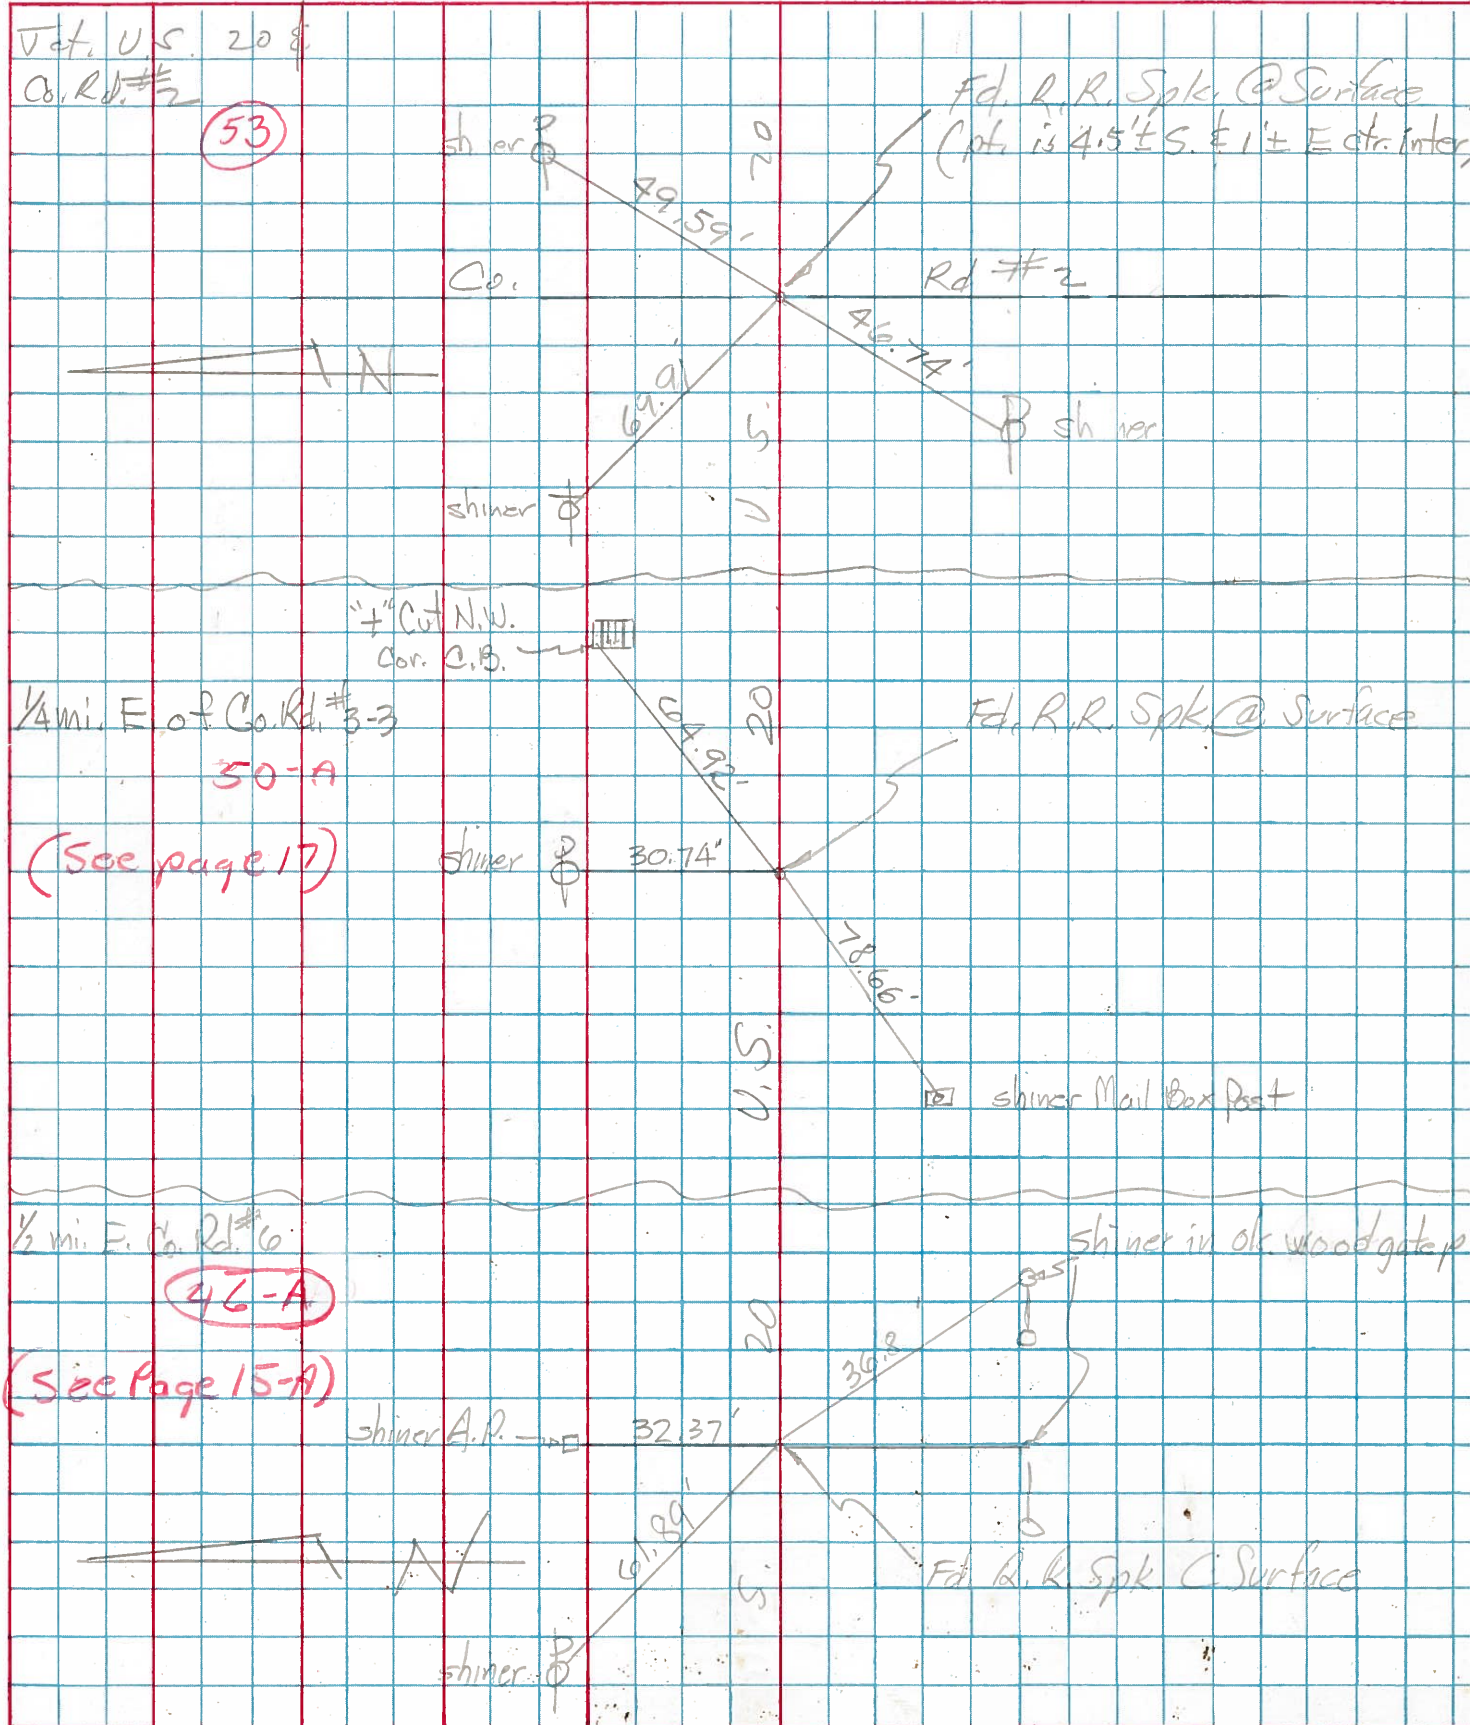 Jct. U.S. 20 &
Co. Rd. #2
53
Fd. R.R. Spk. @ Surface
(pt. is 4.5'± S. & 1'± E ctr. inter,
shiner
P
49.59'
20
Co.
Rd # 2
N
46.74'
P shiner
S
U
shiner
"+" Cut N.W.
Cor. C.B.
1/4 mi. E. of Co. Rd. #3-3
50-A
(See page 17)
20
Fd. R.R. Spk. @ Surface
shiner
P
30.74'
78.66'
U.S.
shiner Mail Box Post
1/2 mi. E. Co. Rd. #6
46-A
(See Page 15-A)
shiner in wood gate p
20
36.8'
shiner A.P.
32.37'
61.89'
N
Fd. R.R. Spk. Surface
S.
shiner
P